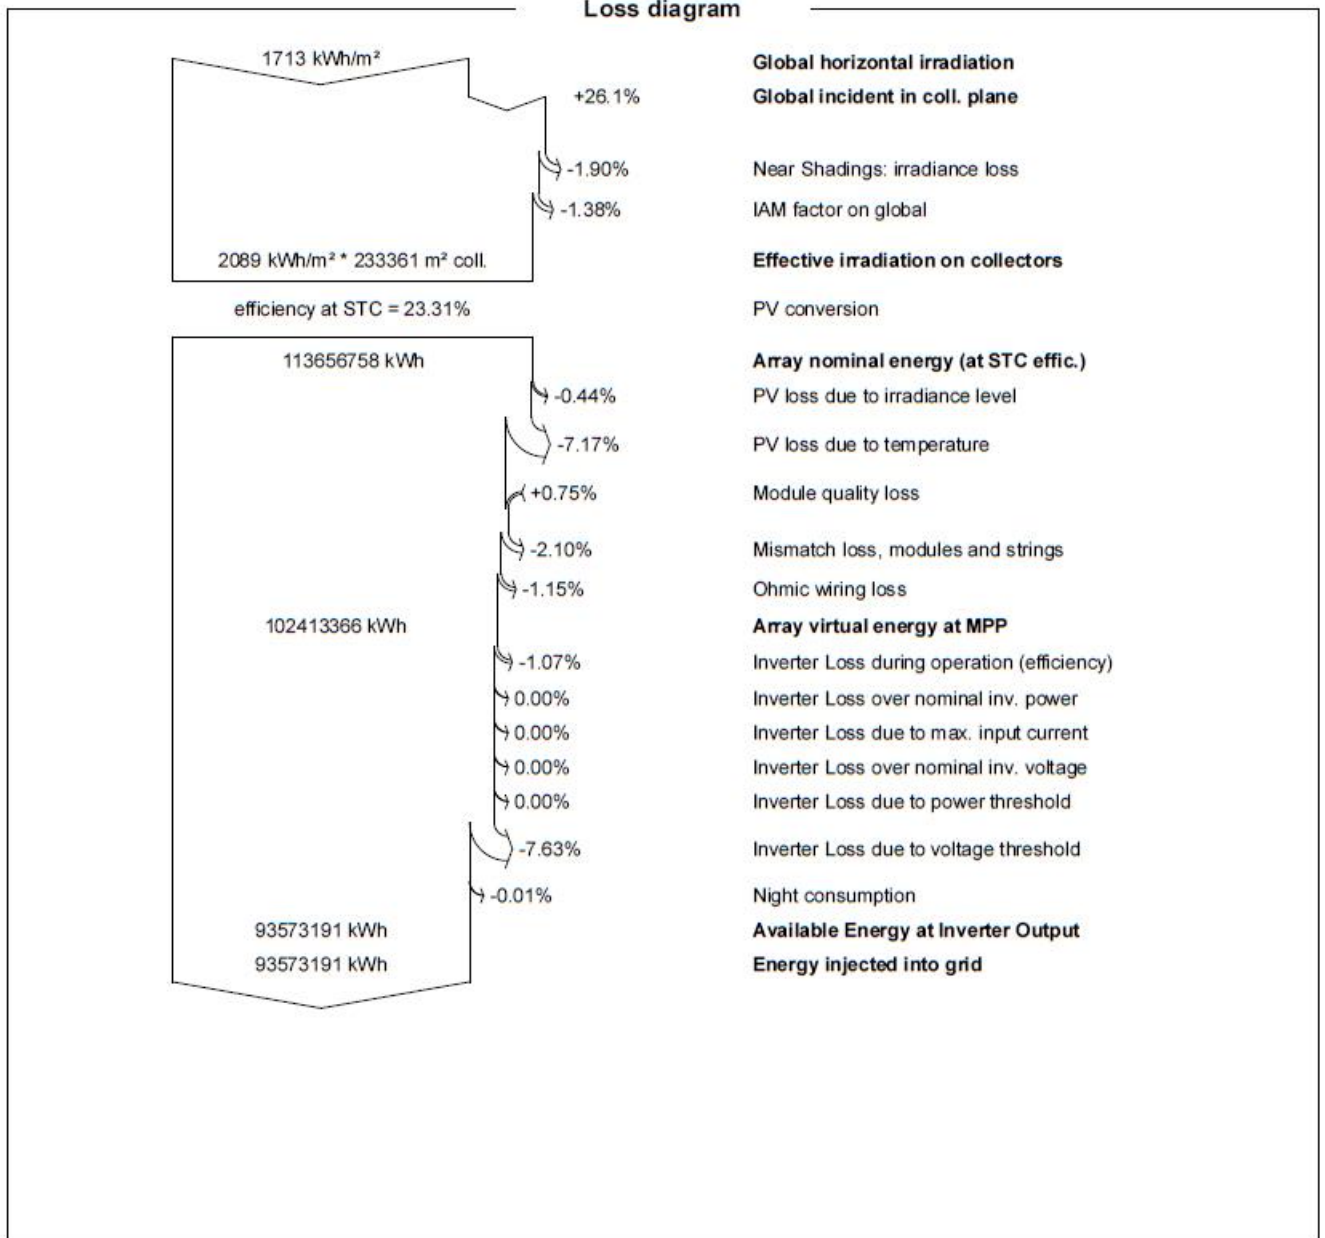 Loss diagram
1713 kWh/m² Global horizontal irradiation
+26.1% Global incident in coll. plane
-1.90% Near Shadings: irradiance loss
-1.38% IAM factor on global
2089 kWh/m² * 233361 m² coll. Effective irradiation on collectors
efficiency at STC = 23.31% PV conversion
113656758 kWh Array nominal energy (at STC effic.)
-0.44% PV loss due to irradiance level
-7.17% PV loss due to temperature
+0.75% Module quality loss
-2.10% Mismatch loss, modules and strings
-1.15% Ohmic wiring loss
102413366 kWh Array virtual energy at MPP
-1.07% Inverter Loss during operation (efficiency)
0.00% Inverter Loss over nominal inv. power
0.00% Inverter Loss due to max. input current
0.00% Inverter Loss over nominal inv. voltage
0.00% Inverter Loss due to power threshold
-7.63% Inverter Loss due to voltage threshold
-0.01% Night consumption
93573191 kWh Available Energy at Inverter Output
93573191 kWh Energy injected into grid